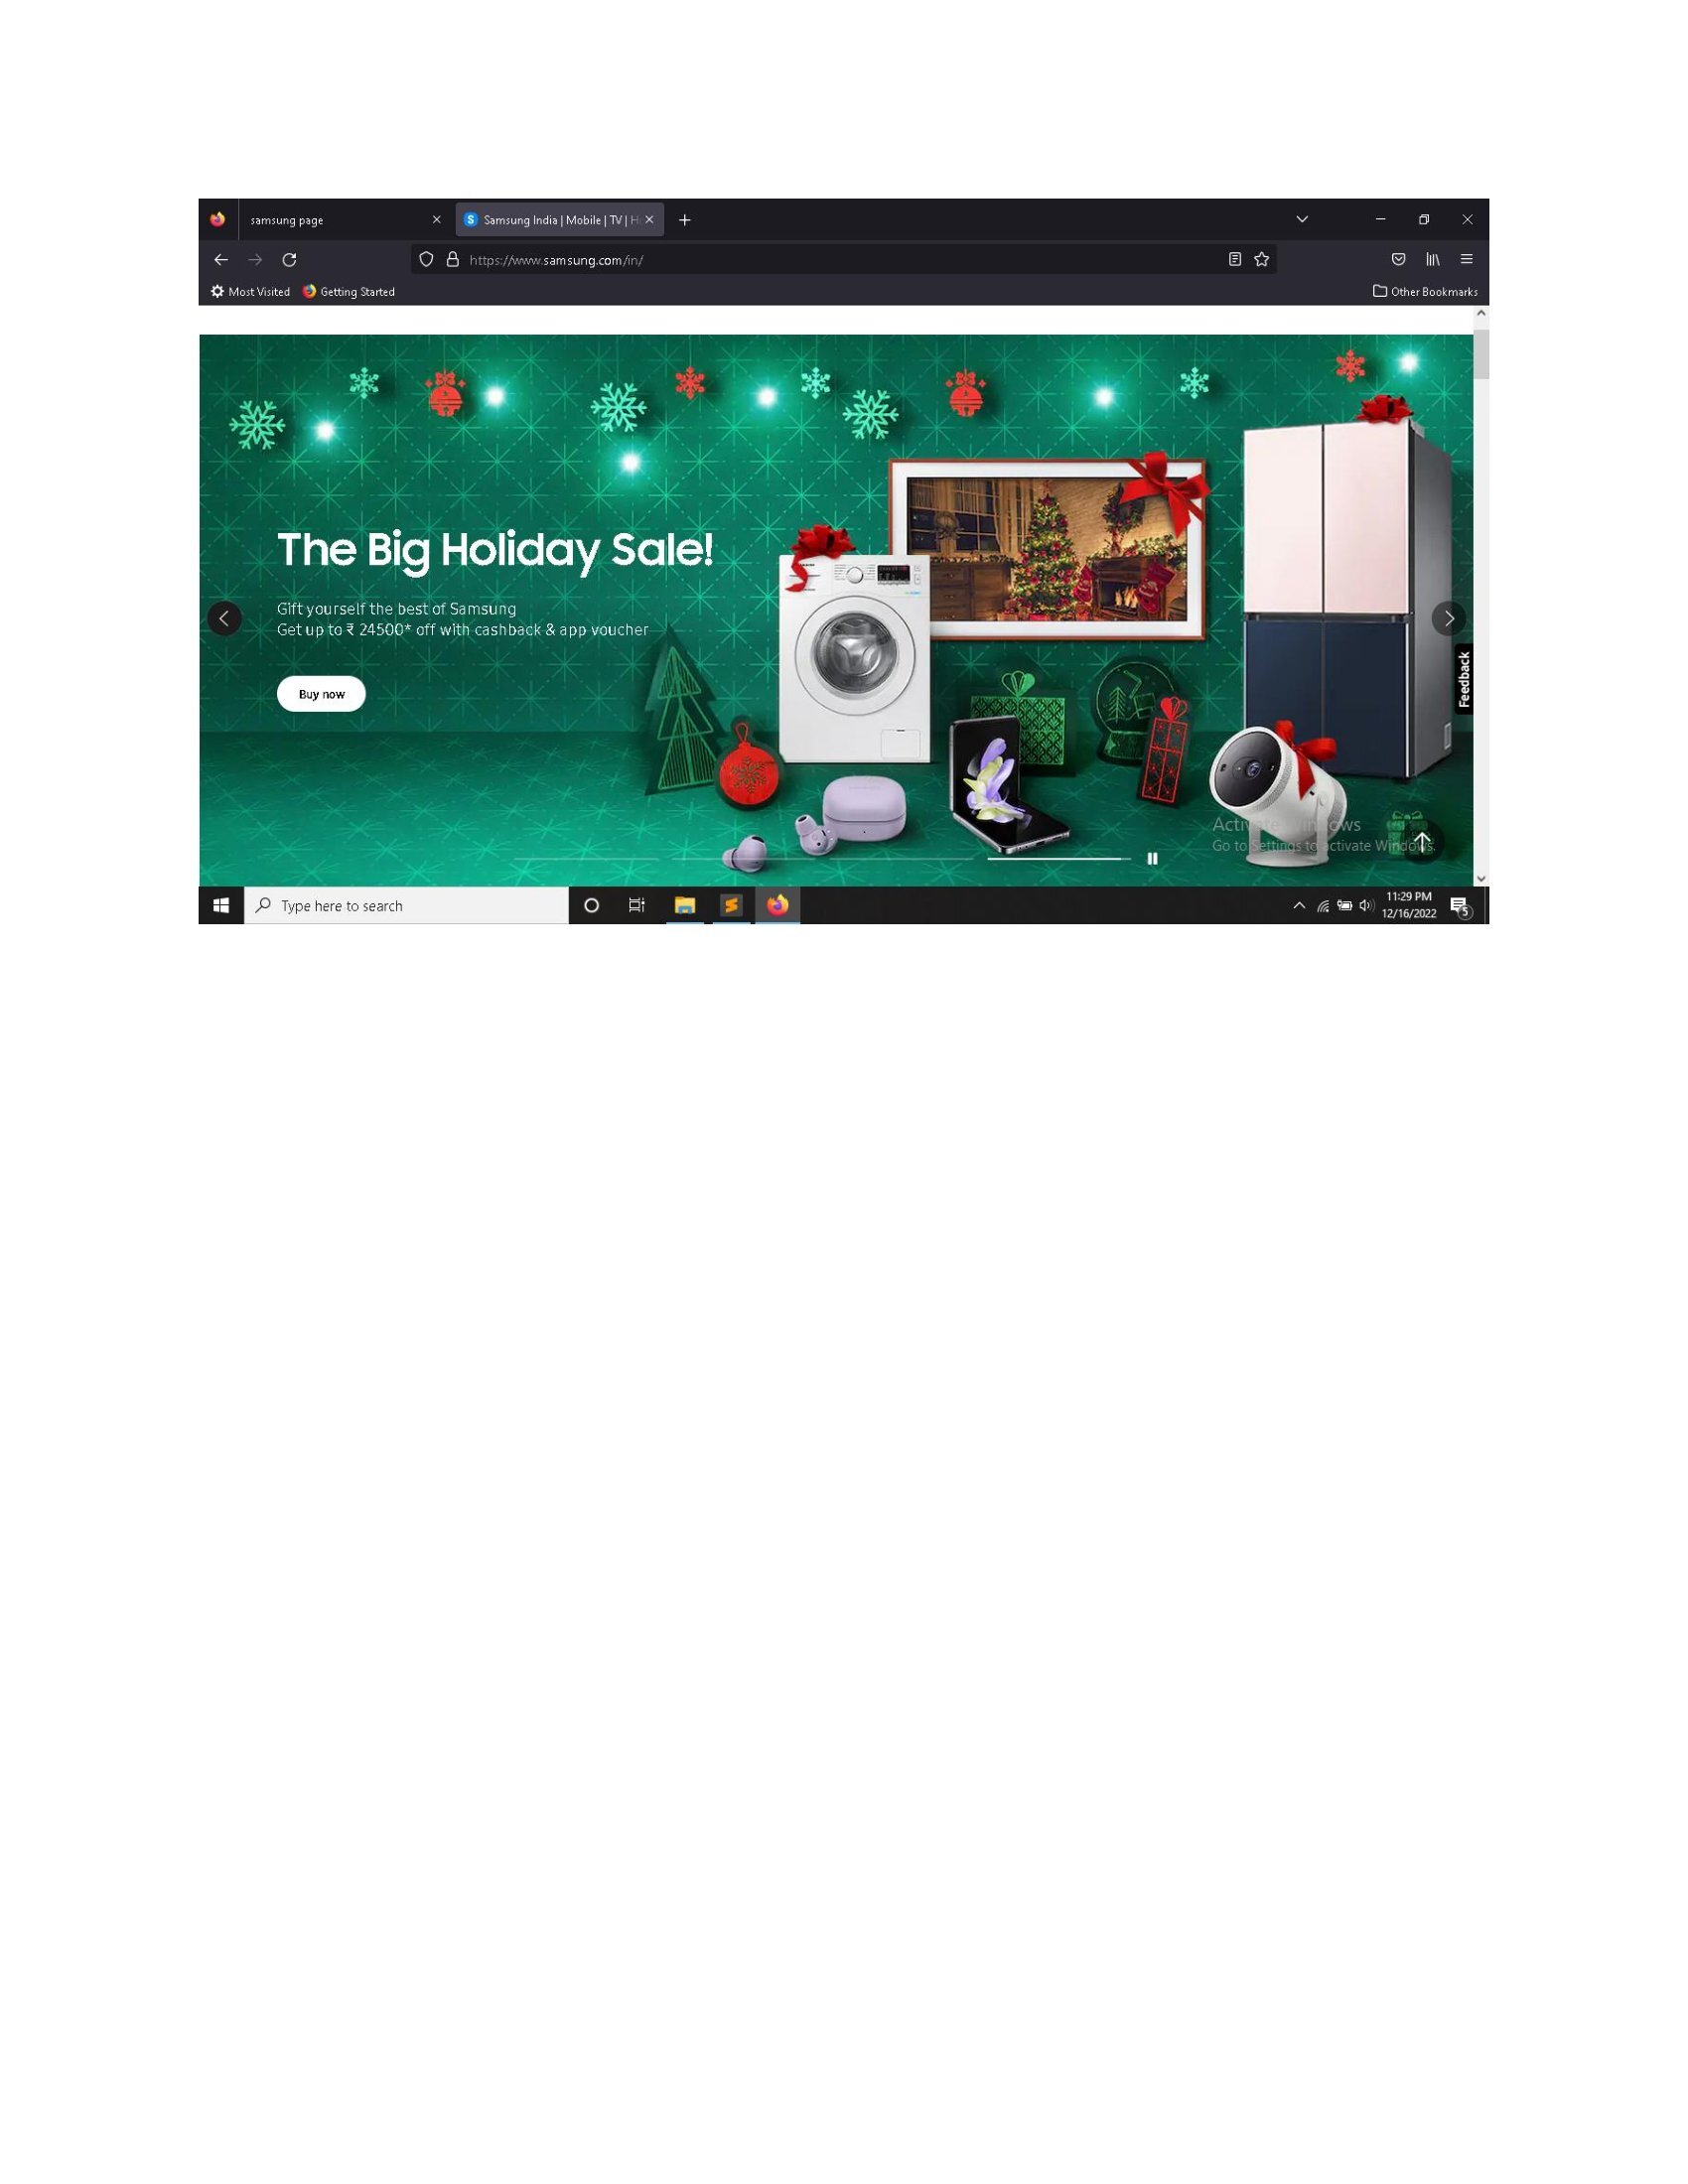 samsung page
Samsung India | Mobile | TV | H
https://www.samsung.com/in/
Most Visited
Getting Started
Other Bookmarks
The Big Holiday Sale!
Gift yourself the best of Samsung
Get up to ₹ 24500* off with cashback & app voucher
Buy now
Feedback
Activate Windows
Go to Settings to activate Windows.
Type here to search
11:29 PM
12/16/2022
5